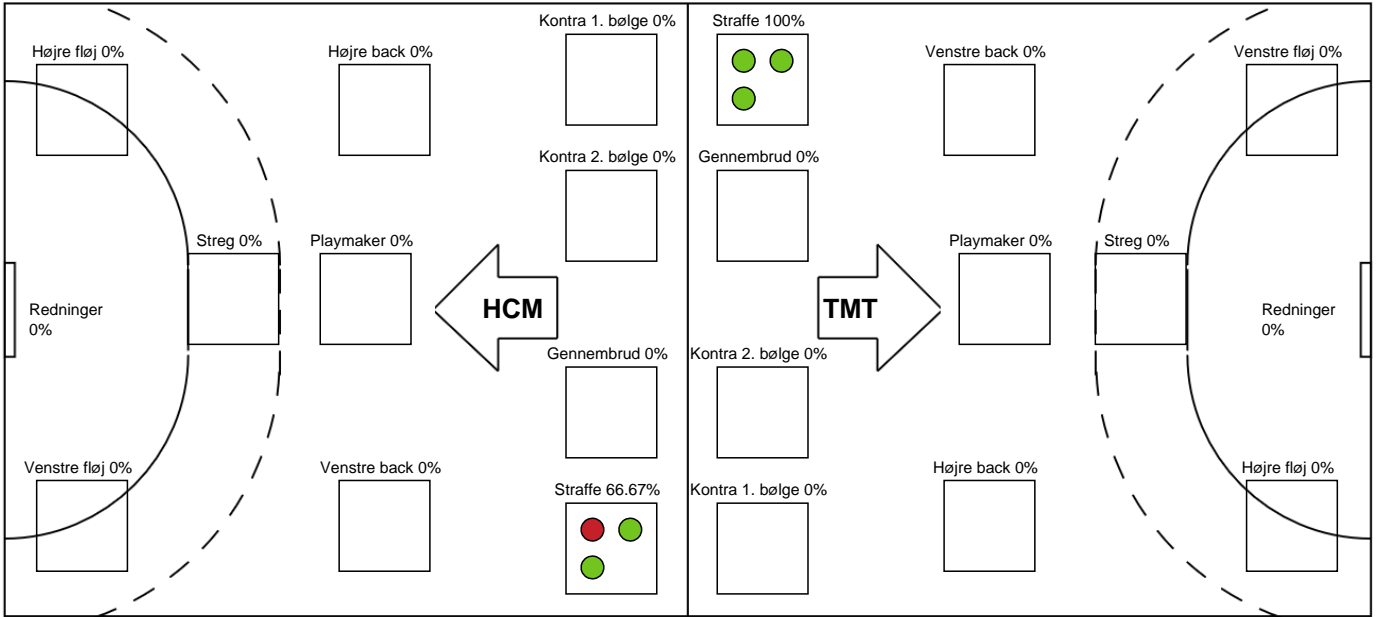 Kontra 1. bølge 0%
Straffe 100%
Højre fløj 0%
Højre back 0%
Venstre back 0%
Venstre fløj 0%
Kontra 2. bølge 0%
Gennembrud 0%
Streg 0%
Playmaker 0%
Playmaker 0%
Streg 0%
Redninger
0%
HCM
TMT
Redninger
0%
Gennembrud 0%
Kontra 2. bølge 0%
Venstre fløj 0%
Venstre back 0%
Højre back 0%
Højre fløj 0%
Straffe 66.67%
Kontra 1. bølge 0%